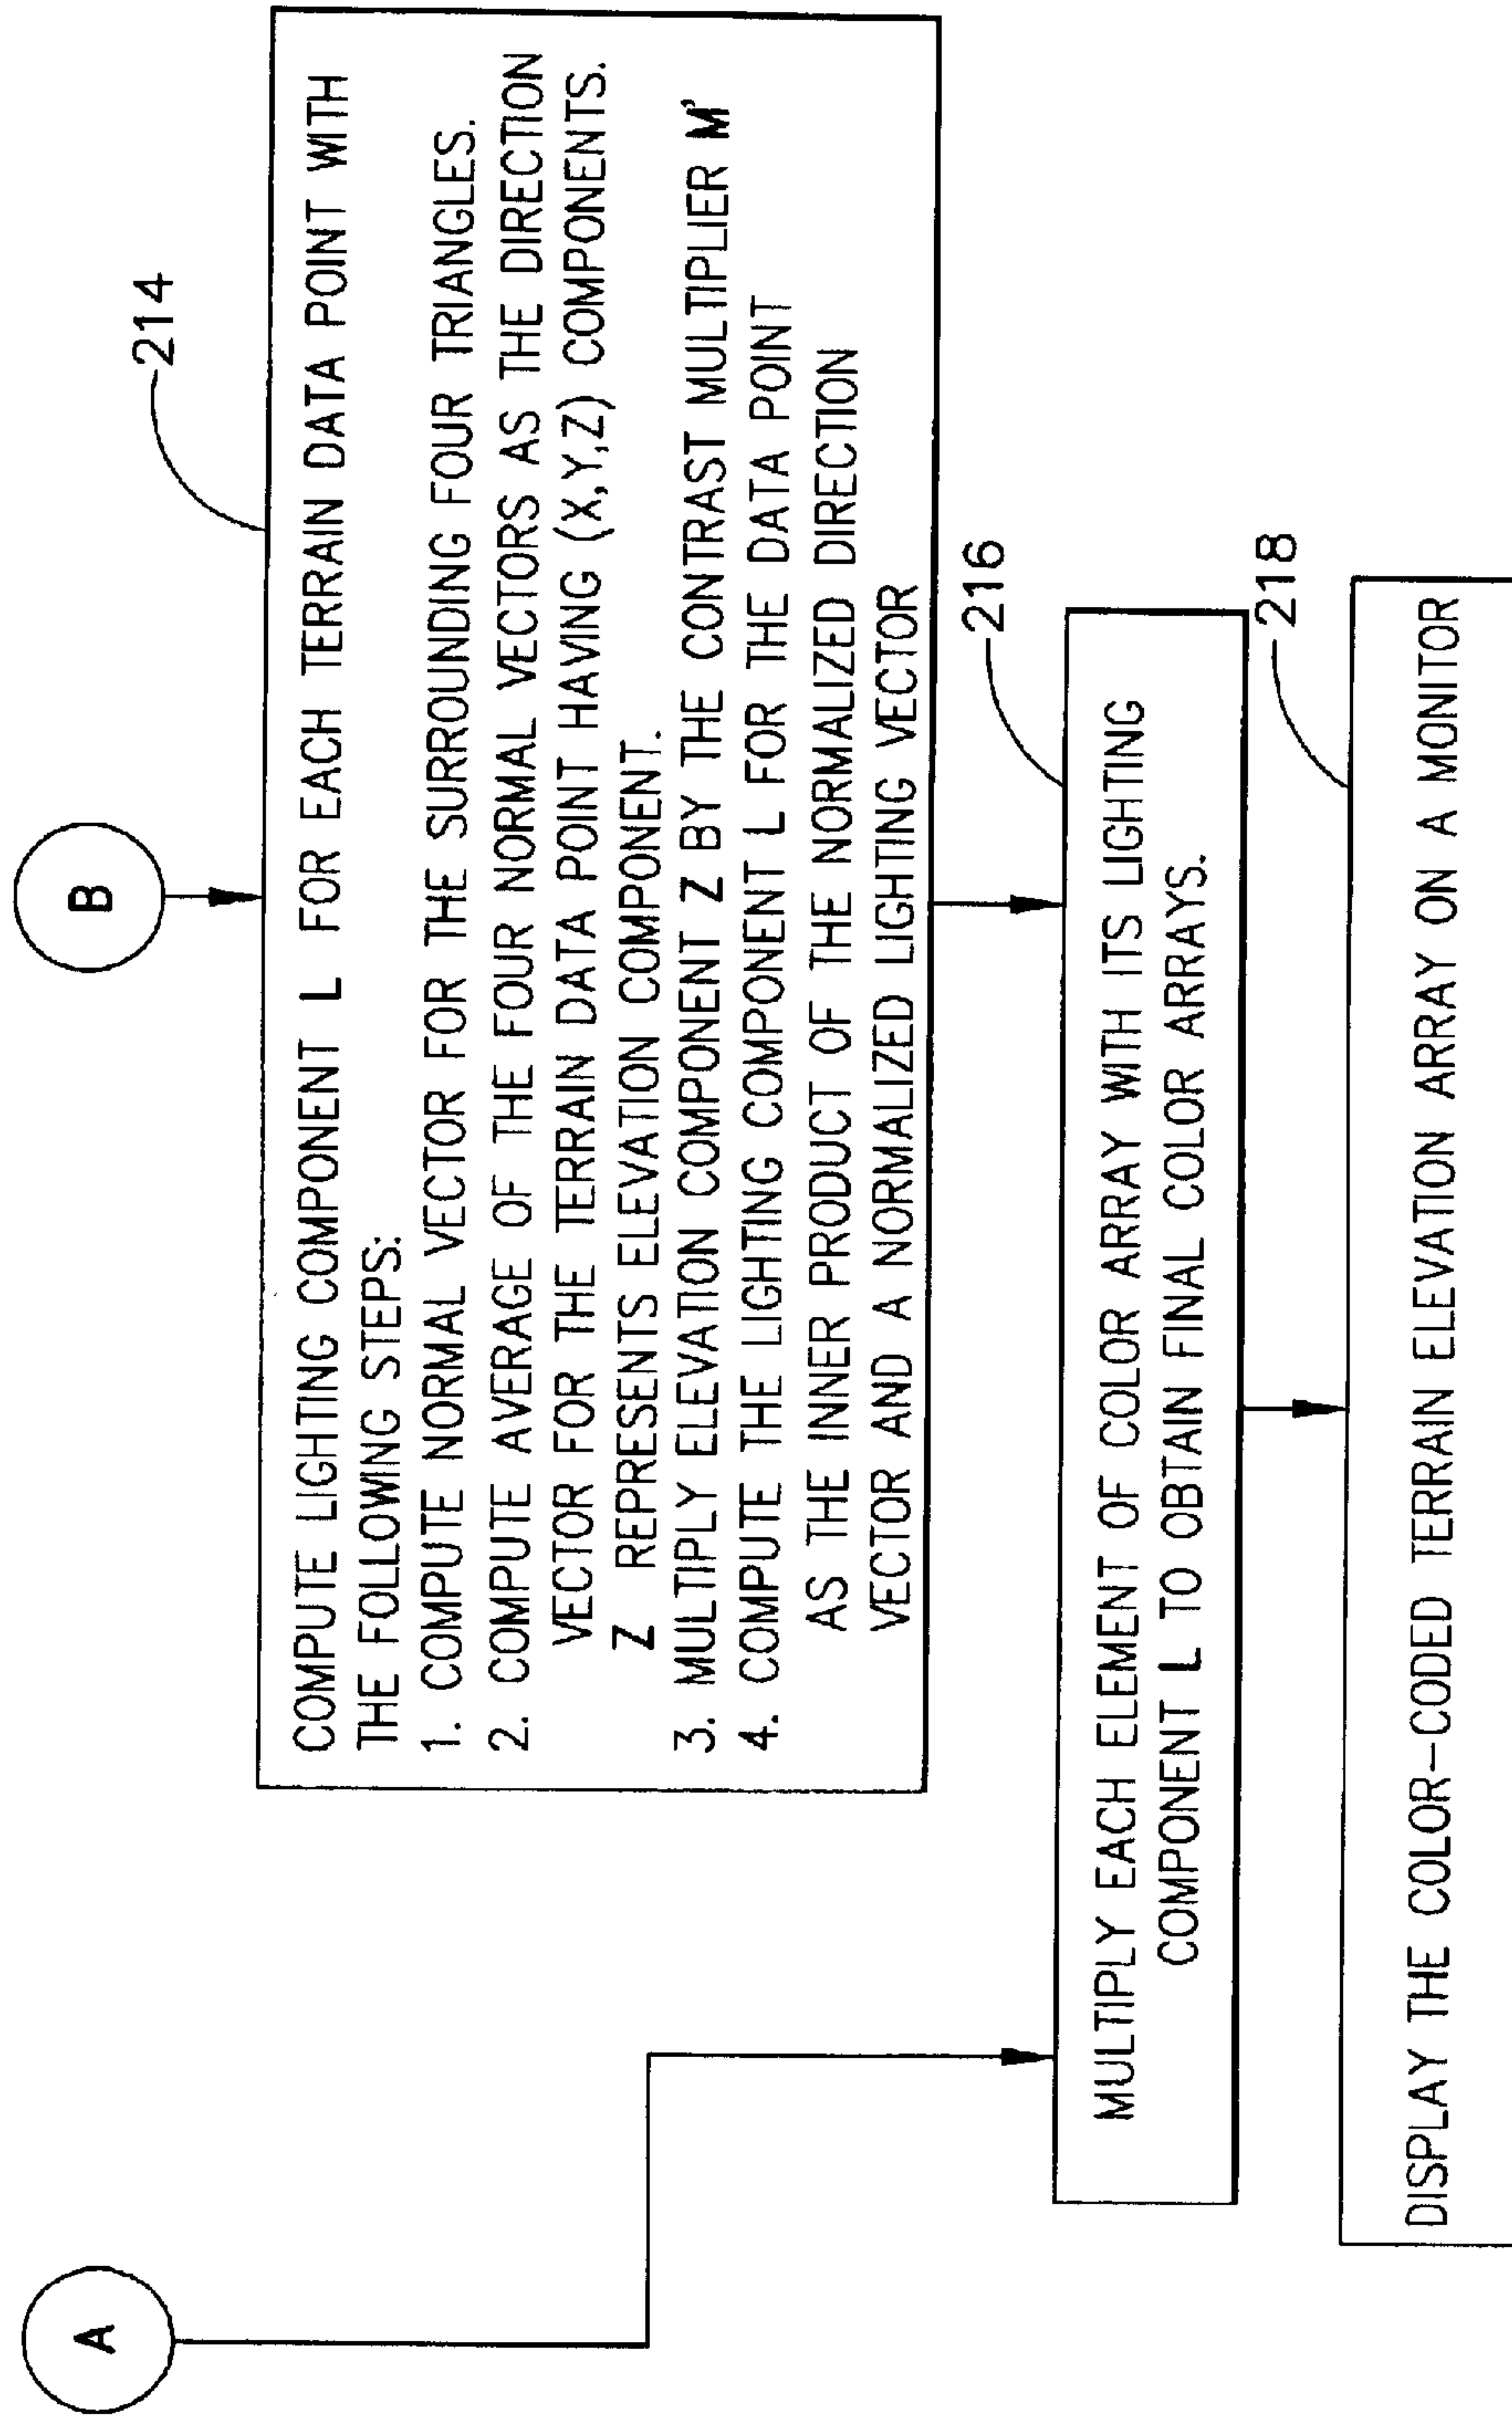 A
B
214
COMPUTE LIGHTING COMPONENT L FOR EACH TERRAIN DATA POINT WITH
THE FOLLOWING STEPS:
1. COMPUTE NORMAL VECTOR FOR THE SURROUNDING FOUR TRIANGLES.
2. COMPUTE AVERAGE OF THE FOUR NORMAL VECTORS AS THE DIRECTION
VECTOR FOR THE TERRAIN DATA POINT HAVING (X,Y,Z) COMPONENTS.
Z REPRESENTS ELEVATION COMPONENT.
3. MULTIPLY ELEVATION COMPONENT Z BY THE CONTRAST MULTIPLIER M'
4. COMPUTE THE LIGHTING COMPONENT L FOR THE DATA POINT
AS THE INNER PRODUCT OF THE NORMALIZED DIRECTION
VECTOR AND A NORMALIZED LIGHTING VECTOR
216
MULTIPLY EACH ELEMENT OF COLOR ARRAY WITH ITS LIGHTING
COMPONENT L TO OBTAIN FINAL COLOR ARRAYS.
218
DISPLAY THE COLOR-CODED TERRAIN ELEVATION ARRAY ON A MONITOR